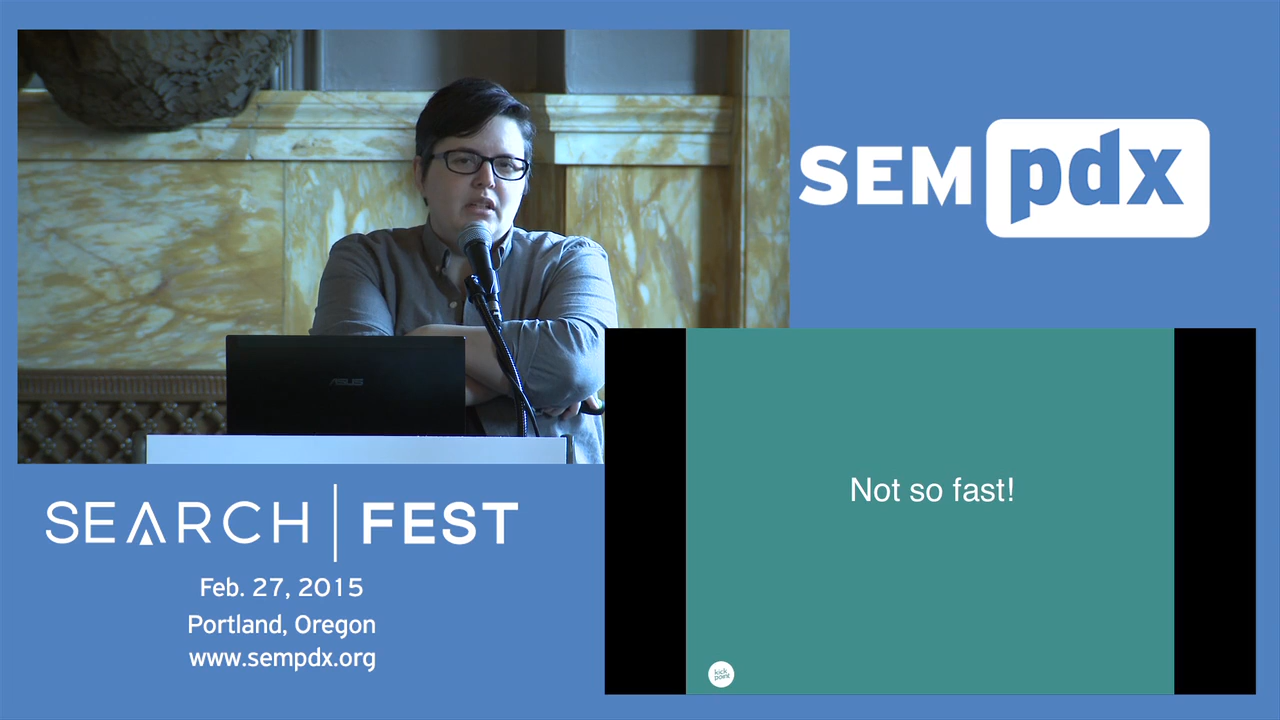 SEM pdx
ASUS
Not so fast!
kick
point
SEARCH | FEST
Feb. 27, 2015
Portland, Oregon
www.sempdx.org